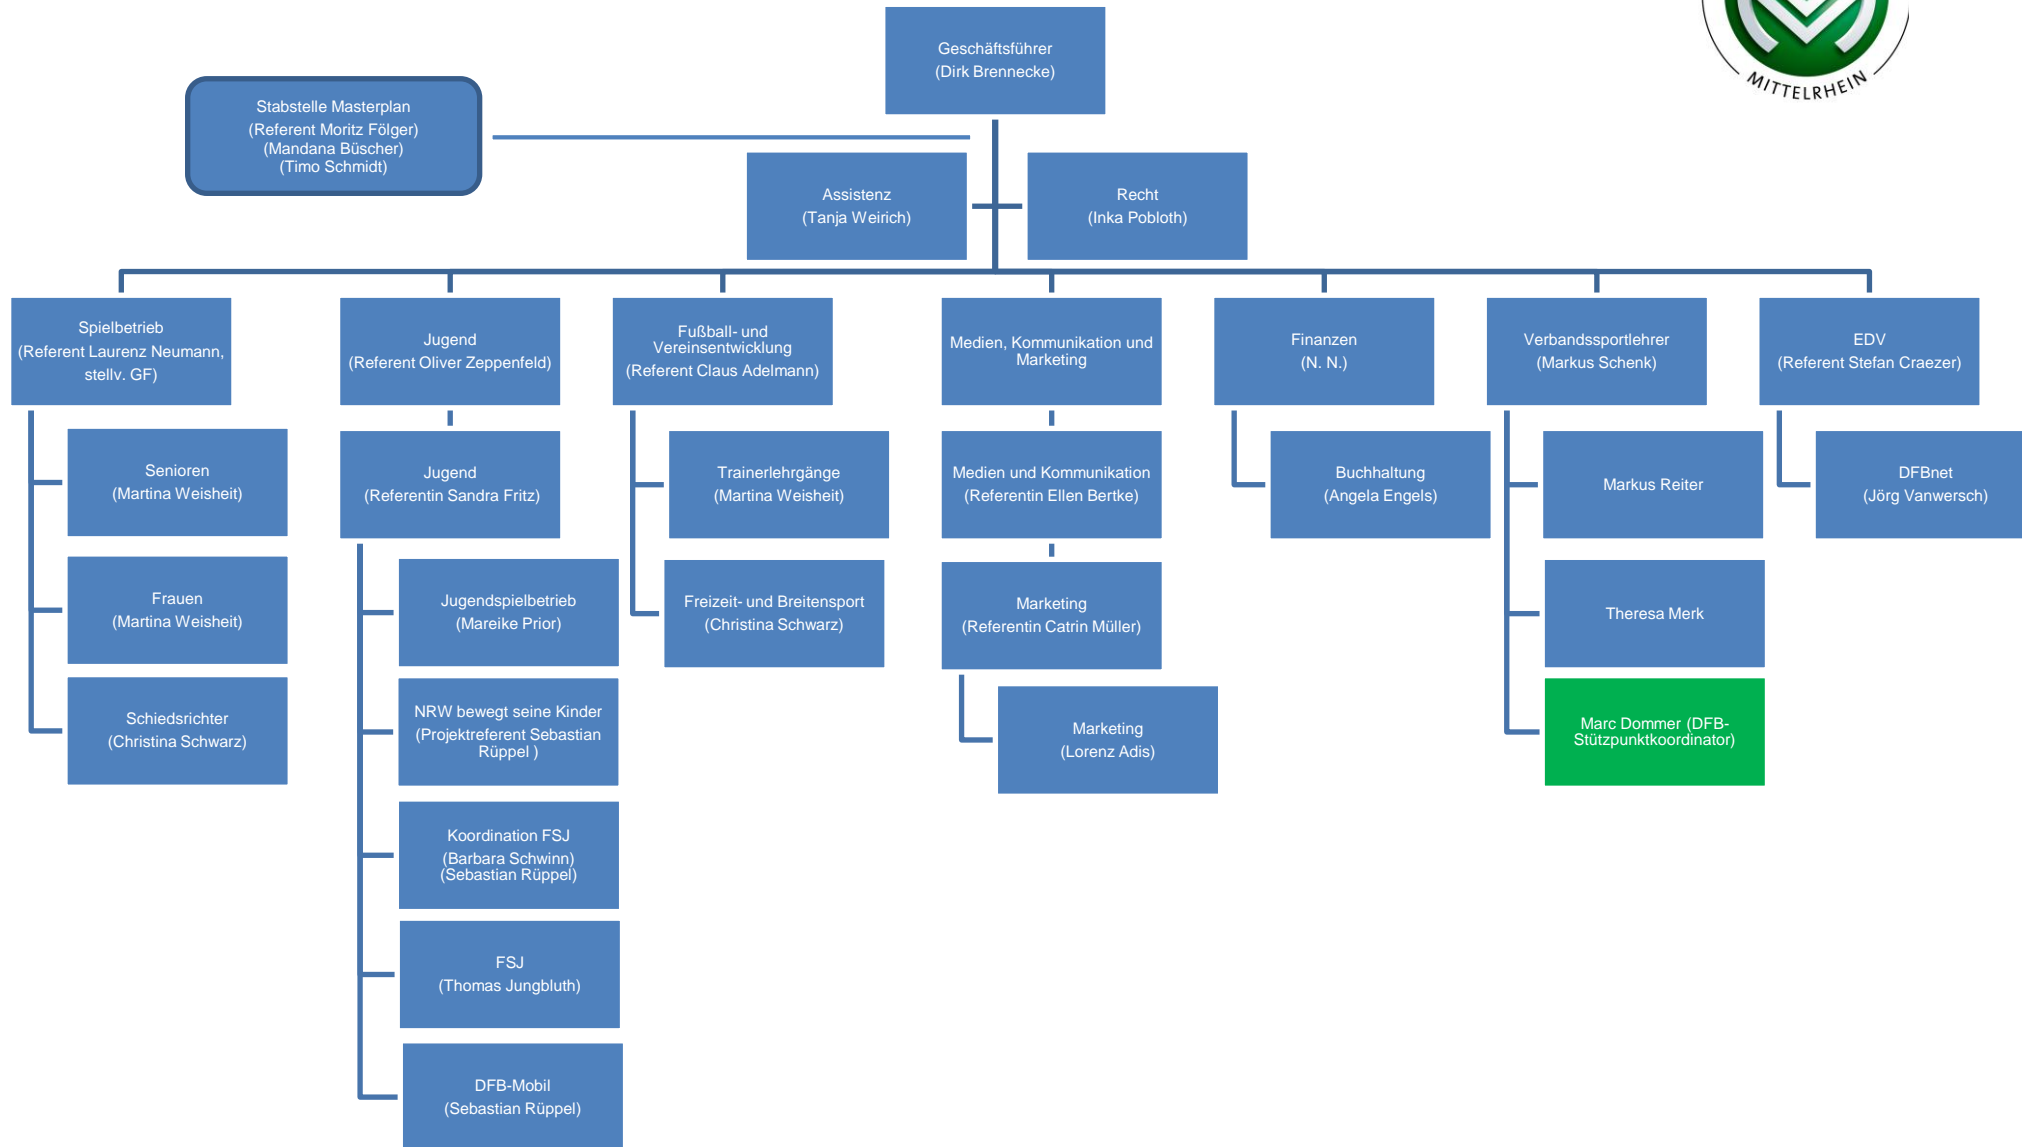 Geschäftsführer
(Dirk Brennecke)
MITTELRHEIN
Stabstelle Masterplan
(Referent Moritz Fölger)
(Mandana Büscher)
(Timo Schmidt)
Assistenz
(Tanja Weirich)
Recht
(Inka Pobloth)
Spielbetrieb
(Referent Laurenz Neumann,
stellv. GF)
Jugend
(Referent Oliver Zeppenfeld)
Fußball- und
Vereinsentwicklung
(Referent Claus Adelmann)
Medien, Kommunikation und
Marketing
Finanzen
(N. N.)
Verbandssportlehrer
(Markus Schenk)
EDV
(Referent Stefan Craezer)
Senioren
(Martina Weisheit)
Jugend
(Referentin Sandra Fritz)
Trainerlehrgänge
(Martina Weisheit)
Medien und Kommunikation
(Referentin Ellen Bertke)
Buchhaltung
(Angela Engels)
Markus Reiter
DFBnet
(Jörg Vanwersch)
Frauen
(Martina Weisheit)
Jugendspielbetrieb
(Mareike Prior)
Freizeit- und Breitensport
(Christina Schwarz)
Marketing
(Referentin Catrin Müller)
Theresa Merk
Schiedsrichter
(Christina Schwarz)
NRW bewegt seine Kinder
(Projektreferent Sebastian
Rüppel )
Marketing
(Lorenz Adis)
Marc Dommer (DFB-
Stützpunktkoordinator)
Koordination FSJ
(Barbara Schwinn)
(Sebastian Rüppel)
FSJ
(Thomas Jungbluth)
DFB-Mobil
(Sebastian Rüppel)